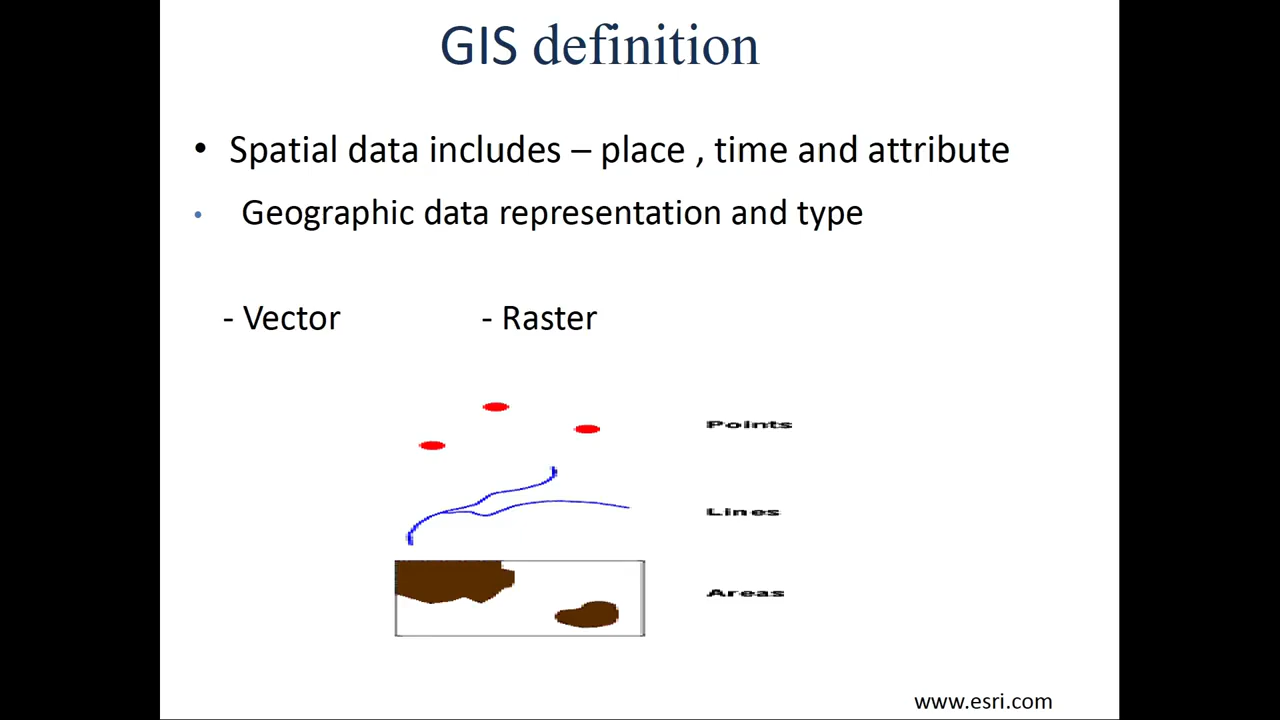 GIS definition
• Spatial data includes – place , time and attribute
• Geographic data representation and type
- Vector - Raster
Points
Lines
Areas
www.esri.com